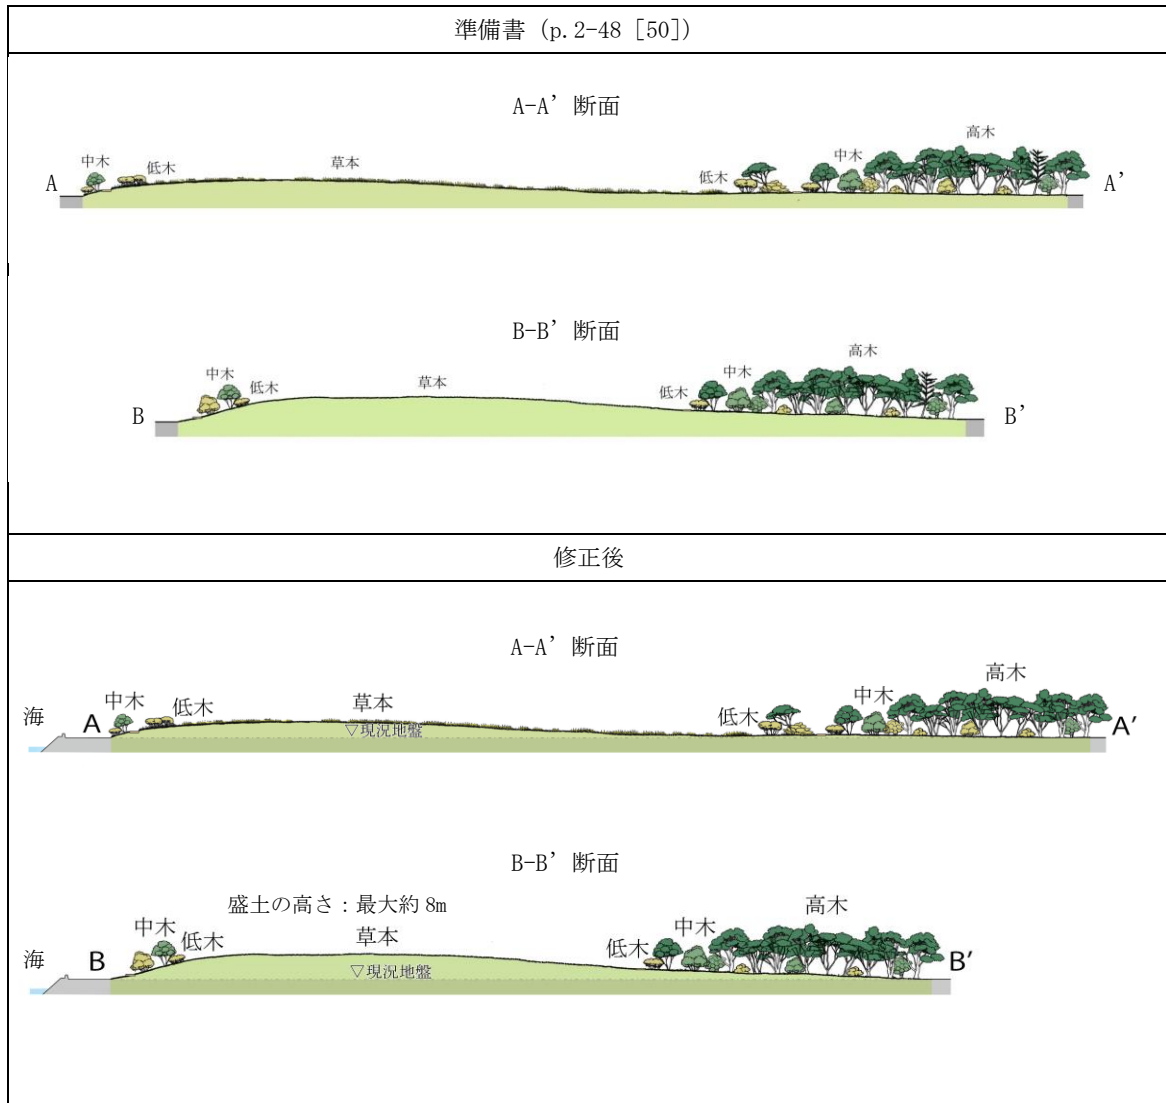 準備書 (p.2-48 [50])
A-A’ 断面
中木 低木 草本 低木 中木 高木
A A’
B-B’ 断面
中木 低木 草本 低木 中木 高木
B B’
修正後
A-A’ 断面
海 A 中木 低木 草本 低木 中木 高木 A’
▽現況地盤
B-B’ 断面
盛土の高さ：最大約 8m
海 B 中木 低木 草本 低木 中木 高木 B’
▽現況地盤